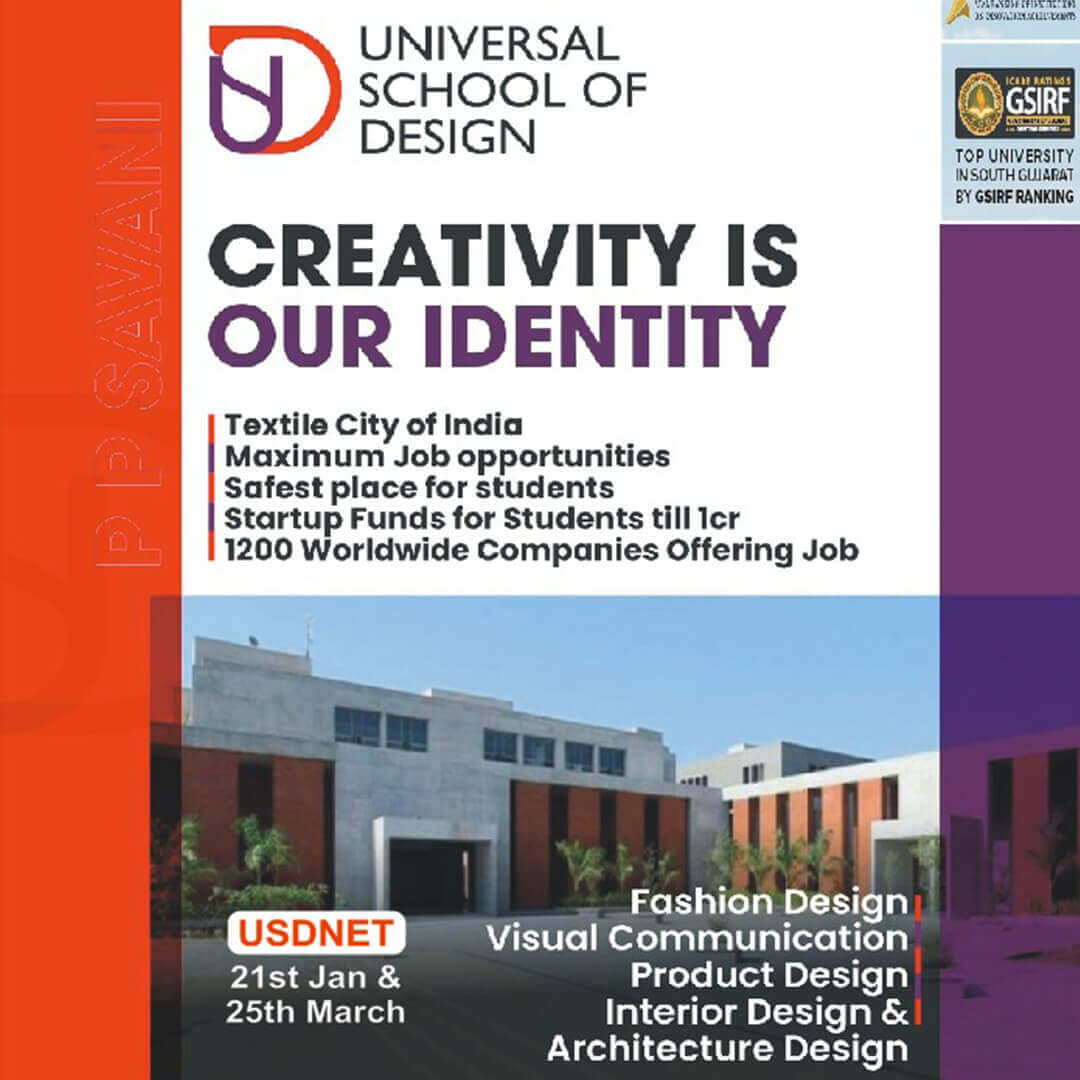 UNIVERSAL
SCHOOL OF
DESIGN
ICARE RATINGS
GSIRF
TOP UNIVERSITY
IN SOUTH GUJARAT
BY GSIRF RANKING
P P SAVANI
CREATIVITY IS
OUR IDENTITY
Textile City of India
Maximum Job opportunities
Safest place for students
Startup Funds for Students till 1cr
1200 Worldwide Companies Offering Job
USDNET
21st Jan &
25th March
Fashion Design
Visual Communication
Product Design
Interior Design &
Architecture Design